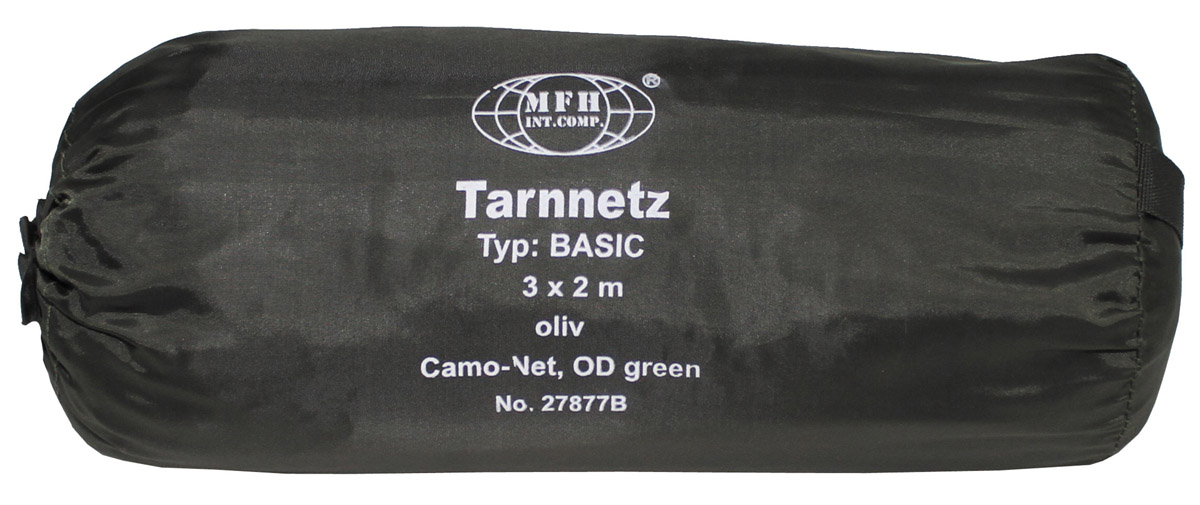 MFH ®
INT.COMP.
Tarnnetz
Typ: BASIC
3 x 2 m
oliv
Camo-Net, OD green
No. 27877B